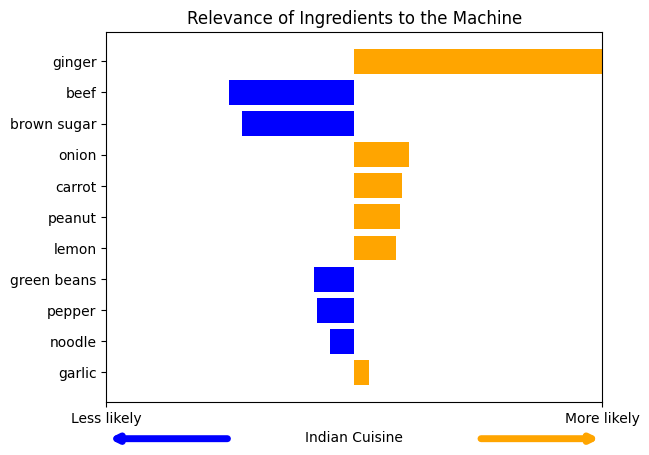 Relevance of Ingredients to the Machine
ginger
beef
brown sugar
onion
carrot
peanut
lemon
green beans
pepper
noodle
garlic
Less likely More likely
Indian Cuisine